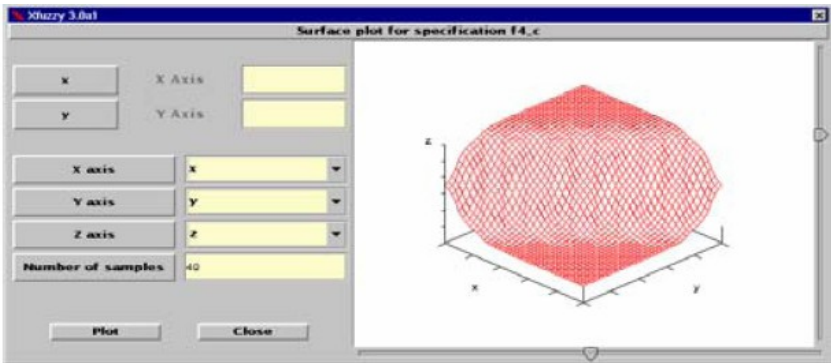 Xfuzzy 3.0a1
Surface plot for specification f4_c
x X Axis
y Y Axis
X axis x
Y axis y
Z axis z
Number of samples 40
Plot Close
z
x y